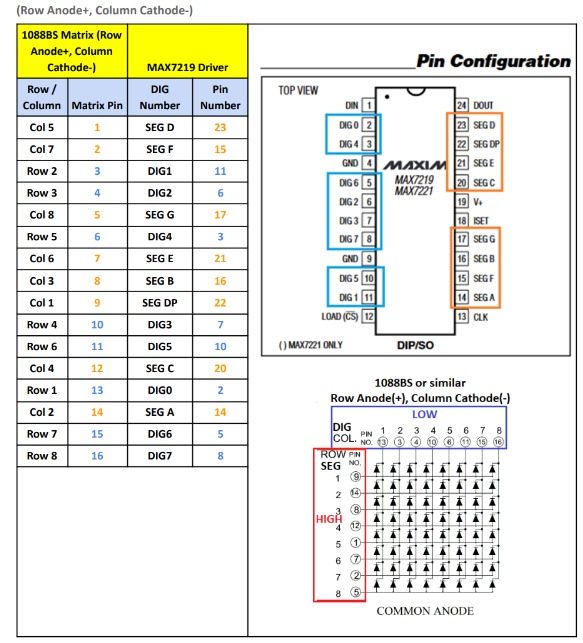 (Row Anode+, Column Cathode-)
1088BS Matrix (Row
Anode+, Column
Cathode-) MAX7219 Driver
Row / Column Matrix Pin DIG Number Pin Number
Col 5 1 SEG D 23
Col 7 2 SEG F 15
Row 2 3 DIG1 11
Row 3 4 DIG2 6
Col 8 5 SEG G 17
Row 5 6 DIG4 3
Col 6 7 SEG E 21
Col 3 8 SEG B 16
Col 1 9 SEG DP 22
Row 4 10 DIG3 7
Row 6 11 DIG5 10
Col 4 12 SEG C 20
Row 1 13 DIG0 2
Col 2 14 SEG A 14
Row 7 15 DIG6 5
Row 8 16 DIG7 8
Pin Configuration
TOP VIEW
DIN 1 24 DOUT
DIG 0 2 23 SEG D
DIG 4 3 22 SEG DP
GND 4 MAXIM 21 SEG E
DIG 6 5 MAX7219 20 SEG C
MAX7221
DIG 2 6 19 V+
DIG 3 7 18 ISET
DIG 7 8 17 SEG G
GND 9 16 SEG B
DIG 5 10 15 SEG F
DIG 1 11 14 SEG A
LOAD (CS) 12 13 CLK
( ) MAX7221 ONLY DIP/SO
1088BS or similar
Row Anode(+), Column Cathode(-)
LOW
DIG
COL. PIN NO. 1 2 3 4 5 6 7 8
13 3 4 10 6 11 15 16
ROW PIN
SEG NO.
1 9
2 14
3 8
HIGH
4 12
5 1
6 7
7 2
8 5
COMMON ANODE